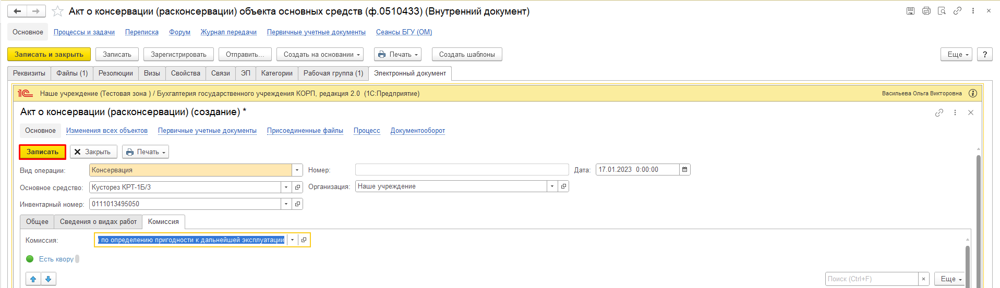 Акт о консервации (расконсервации) объекта основных средств (ф.0510433) (Внутренний документ)
Основное Процессы и задачи Переписка Форум Журнал передачи Первичные учетные документы Сеансы БГУ (ОМ)
Записать и закрыть Записать Зарегистрировать Отправить... Создать на основании Печать Создать шаблоны Еще ?
Реквизиты Файлы (1) Резолюции Визы Свойства Связи ЭП Категории Рабочая группа (1) Электронный документ
1С Наше учреждение (Тестовая зона ) / Бухгалтерия государственного учреждения КОРП, редакция 2.0 (1С:Предприятие) Васильева Ольга Викторовна
Акт о консервации (расконсервации) (создание) *
Основное Изменения всех объектов Первичные учетные документы Присоединенные файлы Процесс Документооборот
Записать Закрыть Печать
Вид операции: Консервация Номер: Дата: 17.01.2023 0:00:00
Основное средство: Кусторез КРТ-1Б/3 Организация: Наше учреждение
Инвентарный номер: 0111013495050
Общее Сведения о видах работ Комиссия
Комиссия: по определению пригодности к дальнейшей эксплуатации
Есть квору
Поиск (Ctrl+F) × Еще